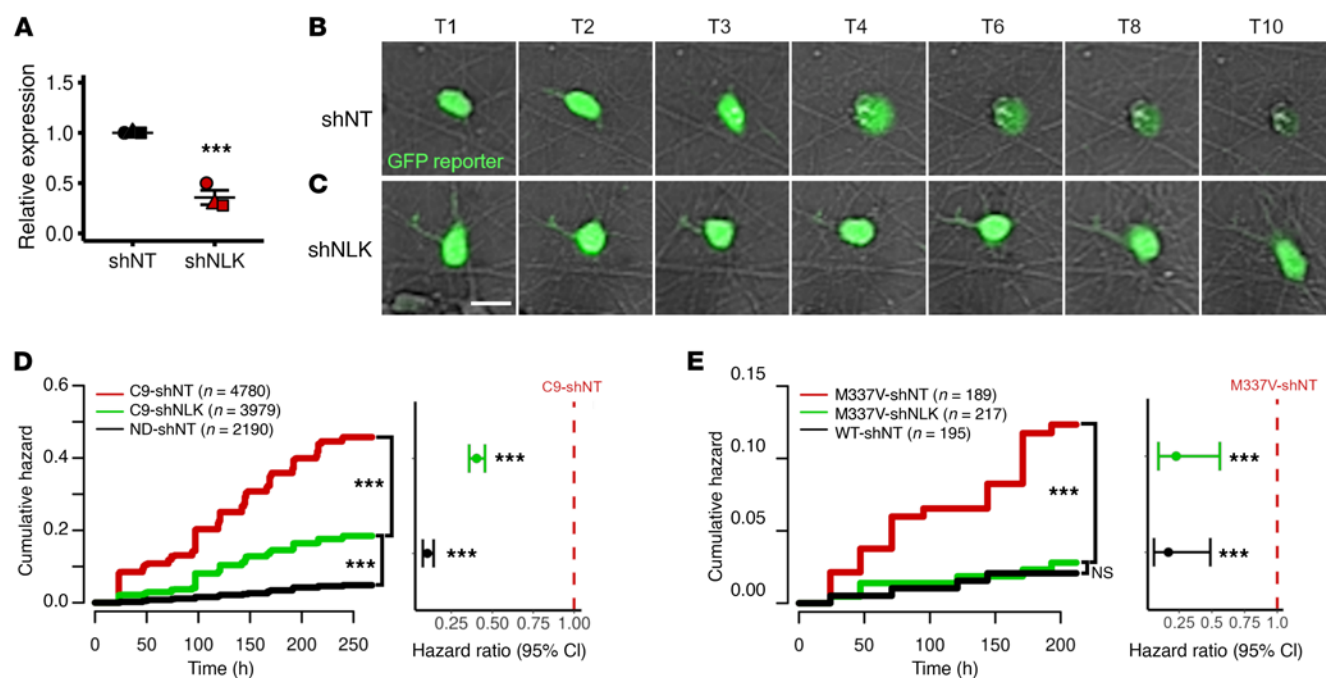 A
Relative expression
1.5
1.0
0.5
0.0
***
shNT
shNLK
B
T1
T2
T3
T4
T6
T8
T10
shNT
GFP reporter
C
shNLK
D
Cumulative hazard
0.6
0.4
0.2
0.0
C9-shNT (n = 4780)
C9-shNLK (n = 3979)
ND-shNT (n = 2190)
***
***
0
50
100
150
200
250
Time (h)
C9-shNT
***
***
0.25
0.50
0.75
1.00
Hazard ratio (95% CI)
E
Cumulative hazard
0.15
0.10
0.05
0.00
M337V-shNT (n = 189)
M337V-shNLK (n = 217)
WT-shNT (n = 195)
***
NS
0
50
100
150
200
Time (h)
M337V-shNT
***
***
0.25
0.50
0.75
1.0
Hazard ratio (95% CI)